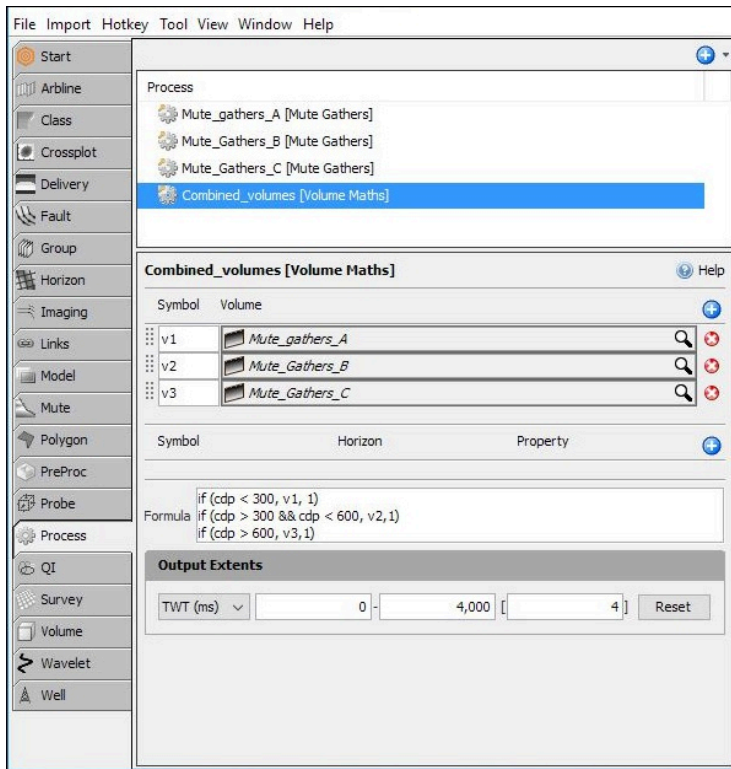 File Import Hotkey Tool View Window Help
Start
Arbline
Class
Crossplot
Delivery
Fault
Group
Horizon
Imaging
Links
Model
Mute
Polygon
PreProc
Probe
Process
QI
Survey
Volume
Wavelet
Well
Process
Mute_gathers_A [Mute Gathers]
Mute_Gathers_B [Mute Gathers]
Mute_Gathers_C [Mute Gathers]
Combined_volumes [Volume Maths]
Combined_volumes [Volume Maths] Help
Symbol Volume
v1 Mute_gathers_A
v2 Mute_Gathers_B
v3 Mute_Gathers_C
Symbol Horizon Property
if (cdp < 300, v1, 1)
Formula if (cdp > 300 && cdp < 600, v2,1)
if (cdp > 600, v3,1)
Output Extents
TWT (ms) 0 - 4,000 [ 4 ] Reset